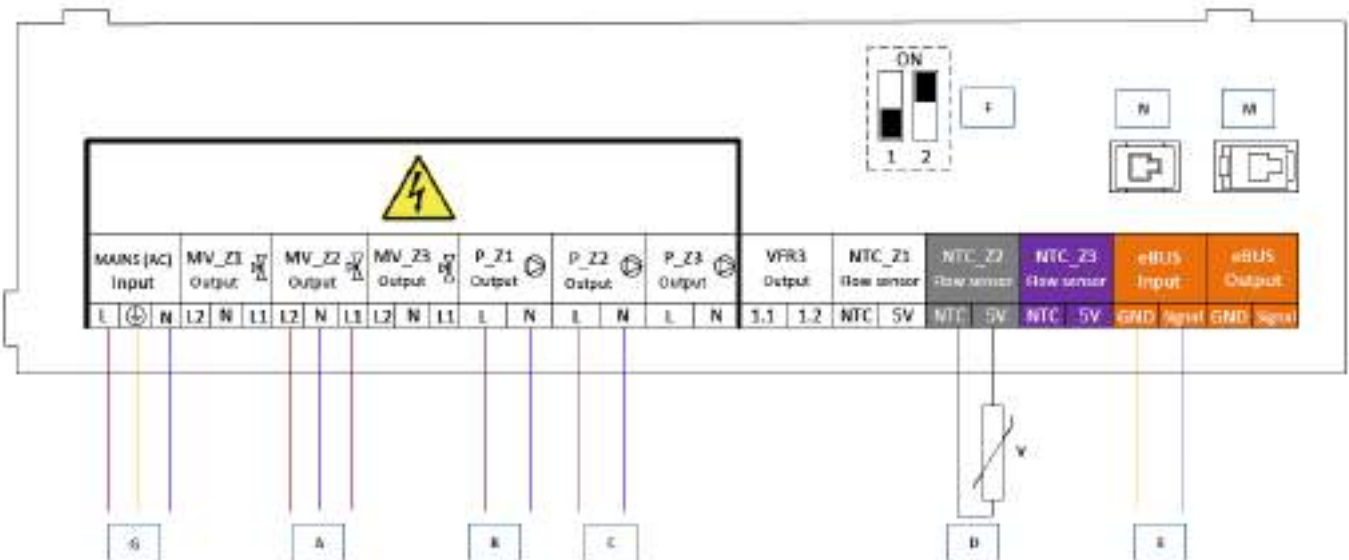 ON
1 2
F
N
M
MAINS (AC)
Input
MV_Z1
Output
MV_Z2
Output
MV_Z3
Output
P_Z1
Output
P_Z2
Output
P_Z3
Output
VFR3
Output
NTC_Z1
Flow sensor
NTC_Z2
Flow sensor
NTC_Z3
Flow sensor
eBUS
Input
eBUS
Output
L N L2 N L1 L2 N L1 L2 N L1 L N L N L N 1.1 1.2 NTC 5V NTC 5V NTC 5V GND Signal GND Signal
V
G
A
B
C
D
E